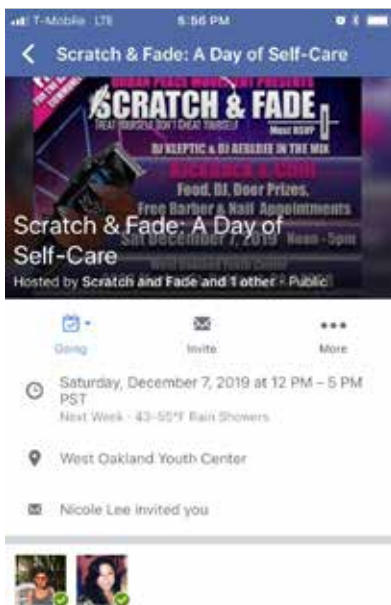 T-Mobile LTE 5:56 PM
Scratch & Fade: A Day of Self-Care
URBAN PEACE MOVEMENT PRESENTS
SCRATCH & FADE
TREAT YOURSELF DON'T CHEAT YOURSELF
Must RSVP
DJ KLEPTIC & DJ AEBLDEE IN THE MIX
KICKBACK & CHILL
Food, DJ, Door Prizes,
Free Barber & Nail Appointments
Sat December 7, 2019 Noon - 5pm
Scratch & Fade: A Day of
Self-Care
Hosted by Scratch and Fade and 1 other · Public
Going Invite More
Saturday, December 7, 2019 at 12 PM – 5 PM
PST
Next Week · 43-55°F Rain Showers
West Oakland Youth Center
Nicole Lee invited you